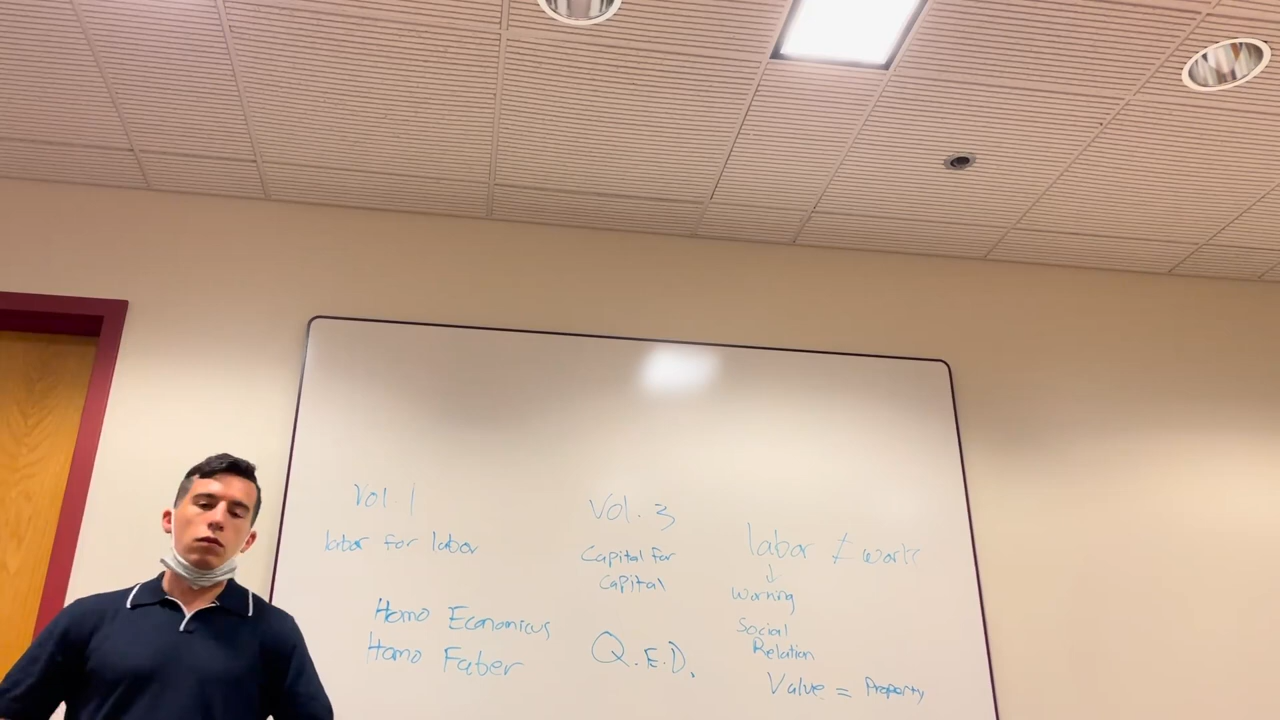 Vol. 1
labor for labor
Homo Economicus
Homo Faber
Vol. 3
Capital for
Capital
Q.E.D.
labor ≠ work
↓
Working
Social
Relation
Value = Property